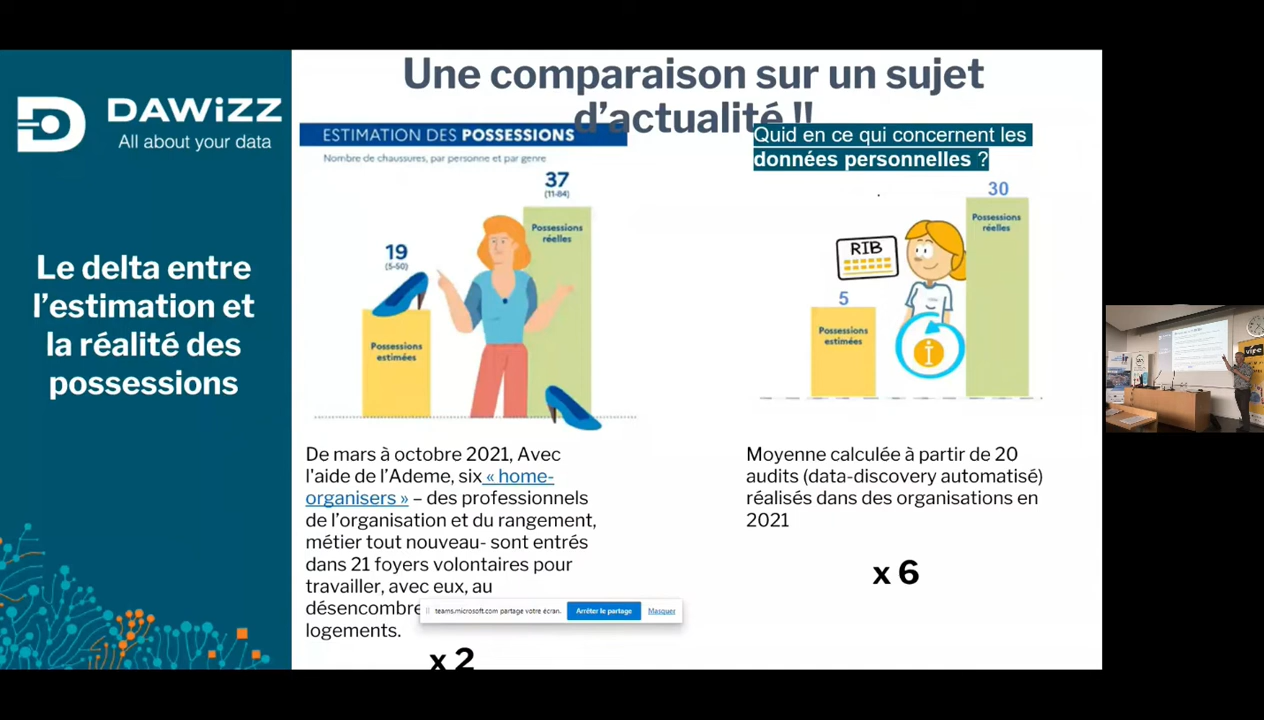 DAWiZZ
All about your data
Le delta entre
l'estimation et
la réalité des
possessions
Une comparaison sur un sujet
d'actualité !!
ESTIMATION DES POSSESSIONS
Nombre de chaussures, par personne et par genre
37
(11-84)
Possessions
réelles
19
(5-50)
Possessions
estimées
De mars à octobre 2021, Avec
l'aide de l'Ademe, six « home-
organisers » – des professionnels
de l'organisation et du rangement,
métier tout nouveau- sont entrés
dans 21 foyers volontaires pour
travailler, avec eux, au
désencombre
logements.
x 2
teams.microsoft.com partage votre écran.
Arrêter le partage
Masquer
Quid en ce qui concernent les
données personnelles ?
30
Possessions
réelles
RIB
5
Possessions
estimées
i
Moyenne calculée à partir de 20
audits (data-discovery automatisé)
réalisés dans des organisations en
2021
x 6